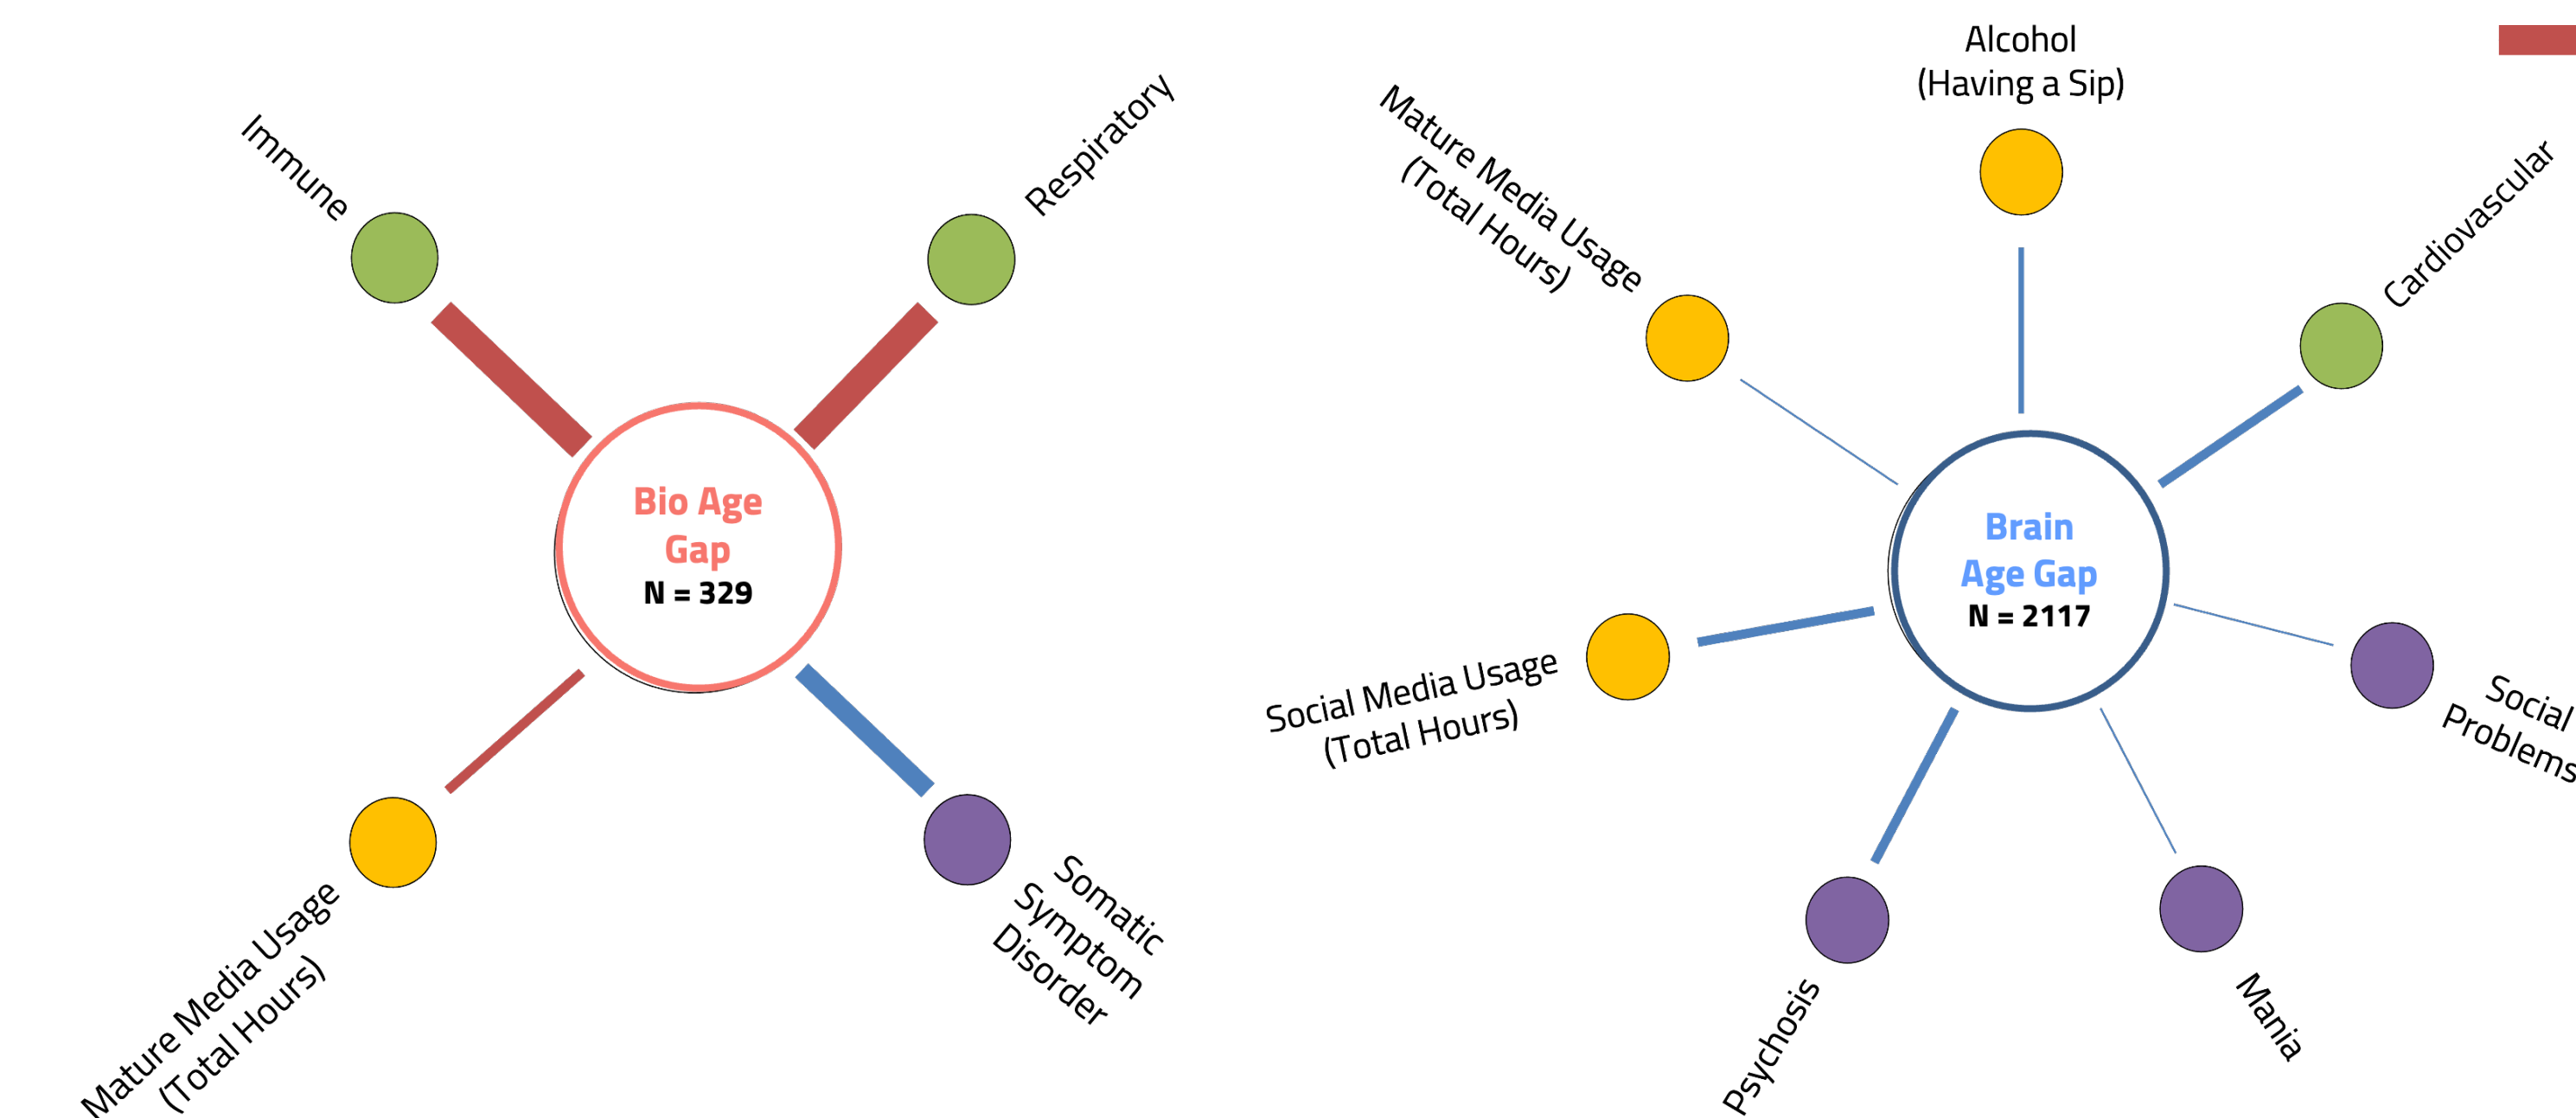 Immune
Respiratory
Bio Age
Gap
N = 329
Mature Media Usage
(Total Hours)
Somatic
Symptom
Disorder
Alcohol
(Having a Sip)
Mature Media Usage
(Total Hours)
Cardiovascular
Brain
Age Gap
N = 2117
Social Media Usage
(Total Hours)
Social
Problems
Psychosis
Mania